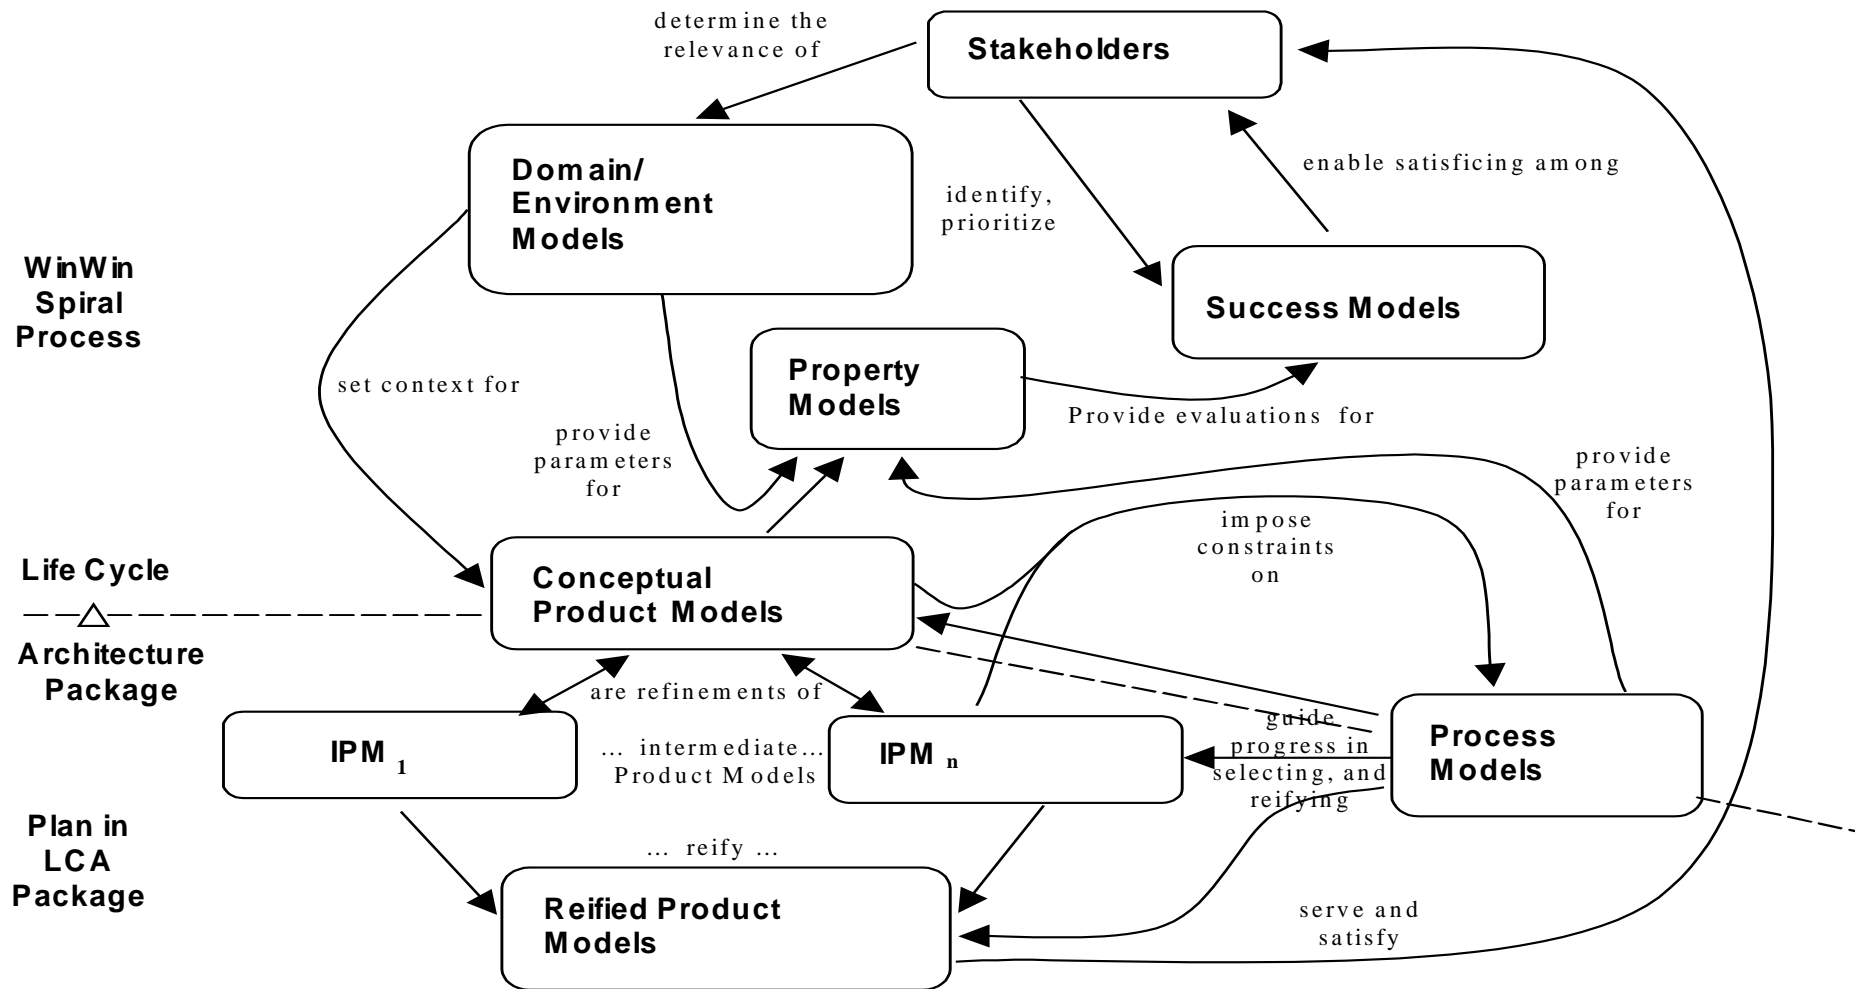 determine the
relevance of
Stakeholders
Domain/
Environment
Models
identify,
prioritize
enable satisficing among
WinWin
Spiral
Process
Success Models
set context for
Property
Models
Provide evaluations for
provide
parameters
for
provide
parameters
for
impose
constraints
on
Life Cycle
Conceptual
Product Models
Architecture
Package
are refinements of
IPM 1
... intermediate...
Product Models
IPM n
guide
progress in
selecting, and
reifying
Process
Models
Plan in
LCA
Package
... reify ...
Reified Product
Models
serve and
satisfy